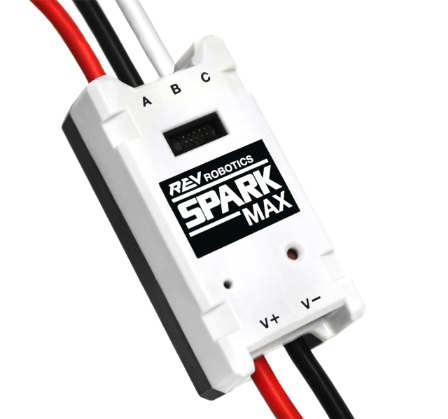 A B C
REV ROBOTICS
SPARK
MAX
V+ V-